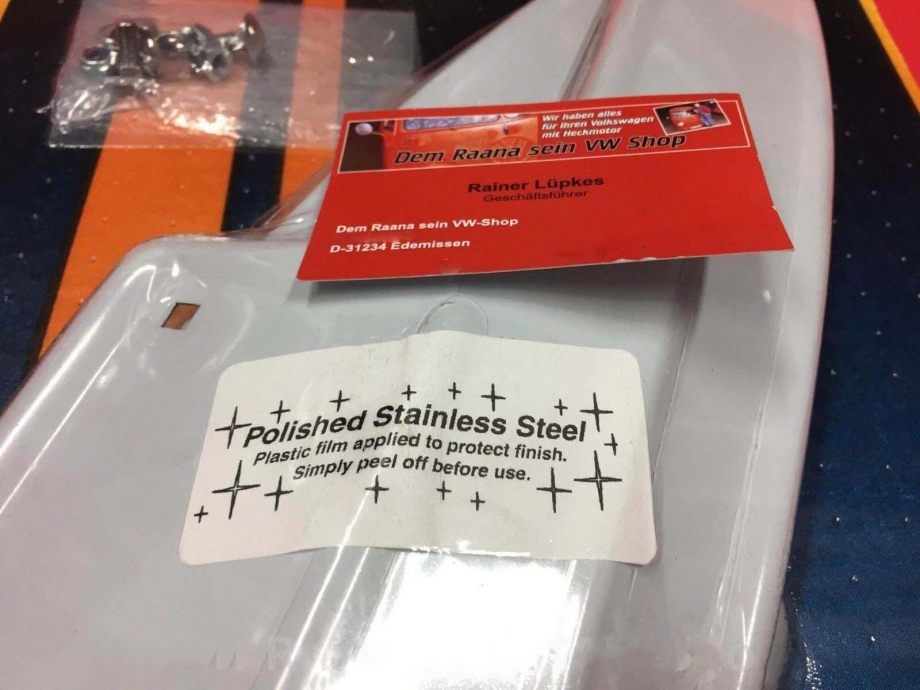 Wir haben alles
für Ihren Volkswagen
mit Heckmotor
Dem Raana sein VW Shop
Rainer Lüpkes
Geschäftsführer
Dem Raana sein VW-Shop
D-31234 Edemissen
Polished Stainless Steel
Plastic film applied to protect finish.
Simply peel off before use.